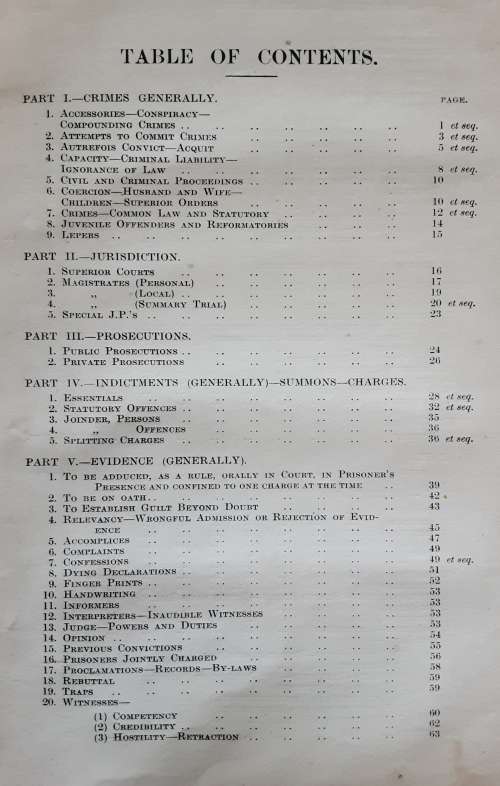 TABLE OF CONTENTS.
PART I.—CRIMES GENERALLY. PAGE.
1. Accessories—Conspiracy—
Compounding Crimes .. .. .. .. .. .. .. 1 et seq.
2. Attempts to Commit Crimes .. .. .. .. .. 3 et seq.
3. Autrefois Convict—Acquit .. .. .. .. .. 5 et seq.
4. Capacity—Criminal Liability—
Ignorance of Law .. .. .. .. .. .. .. 8 et seq.
5. Civil and Criminal Proceedings .. .. .. .. .. 10
6. Coercion—Husband and Wife—
Children—Superior Orders .. .. .. .. .. 10 et seq.
7. Crimes—Common Law and Statutory .. .. .. .. 12 et seq.
8. Juvenile Offenders and Reformatories .. .. .. 14
9. Lepers .. .. .. .. .. .. .. .. .. 15
PART II.—JURISDICTION.
1. Superior Courts .. .. .. .. .. .. .. 16
2. Magistrates (Personal) .. .. .. .. .. .. 17
3. ,, (Local) .. .. .. .. .. .. .. 19
4. ,, (Summary Trial) .. .. .. .. .. 20 et seq.
5. Special J.P.'s .. .. .. .. .. .. .. .. 23
PART III.—PROSECUTIONS.
1. Public Prosecutions .. .. .. .. .. .. .. 24
2. Private Prosecutions .. .. .. .. .. .. 26
PART IV.—INDICTMENTS (GENERALLY)—SUMMONS—CHARGES.
1. Essentials .. .. .. .. .. .. .. .. 28 et seq.
2. Statutory Offences .. .. .. .. .. .. .. 32 et seq.
3. Joinder, Persons .. .. .. .. .. .. .. 35
4. ,, Offences .. .. .. .. .. .. 36
5. Splitting Charges .. .. .. .. .. .. .. 36 et seq.
PART V.—EVIDENCE (GENERALLY).
1. To be adduced, as a rule, orally in Court, in Prisoner's
Presence and confined to one charge at the time .. 39
2. To be on oath .. .. .. .. .. .. .. .. 42
3. To Establish Guilt Beyond Doubt .. .. .. .. 43
4. Relevancy—Wrongful Admission or Rejection of Evid-
ence .. .. .. .. .. .. .. .. 45
5. Accomplices .. .. .. .. .. .. .. .. 47
6. Complaints .. .. .. .. .. .. .. .. 49
7. Confessions .. .. .. .. .. .. .. .. 49 et seq.
8. Dying Declarations .. .. .. .. .. .. .. 51
9. Finger Prints .. .. .. .. .. .. .. .. 52
10. Handwriting .. .. .. .. .. .. .. .. 53
11. Informers .. .. .. .. .. .. .. .. 53
12. Interpreters—Inaudible Witnesses .. .. .. .. 53
13. Judge—Powers and Duties .. .. .. .. .. 53
14. Opinion .. .. .. .. .. .. .. .. .. 54
15. Previous Convictions .. .. .. .. .. .. 55
16. Prisoners Jointly Charged .. .. .. .. .. 56
17. Proclamations—Records—By-laws .. .. .. .. 58
18. Rebuttal .. .. .. .. .. .. .. .. 59
19. Traps .. .. .. .. .. .. .. .. .. 59
20. Witnesses—
(1) Competency .. .. .. .. .. .. 60
(2) Credibility .. .. .. .. .. .. .. 62
(3) Hostility—Retraction .. .. .. .. .. 63